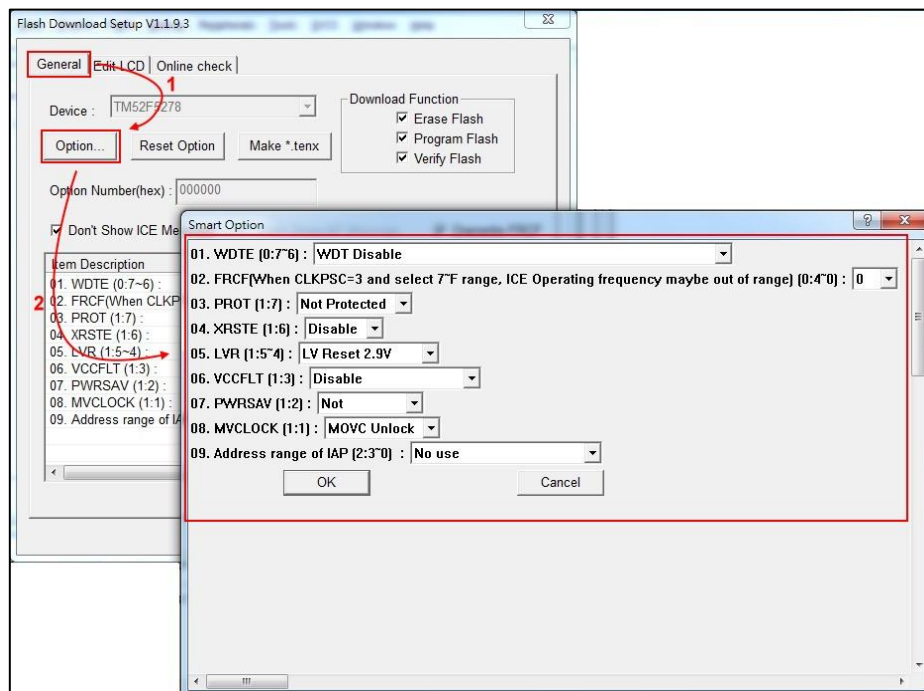 Flash Download Setup V1.1.9.3
General
Edit LCD
Online check
1
Device :
TM52F5278
Download Function
Erase Flash
Program Flash
Verify Flash
Option...
Reset Option
Make *.tenx
Option Number(hex) :
000000
Don't Show ICE Me
Item Description
01. WDTE (0:7~6) :
02. FRCF(When CLKP
03. PROT (1:7) :
04. XRSTE (1:6) :
05. LVR (1:5~4) :
06. VCCFLT (1:3) :
07. PWRSAV (1:2) :
08. MVCLOCK (1:1) :
09. Address range of IA
2
Smart Option
01. WDTE (0:7~6) : WDT Disable
02. FRCF(When CLKPSC=3 and select 7~F range, ICE Operating frequency maybe out of range) (0:4~0) : 0
03. PROT (1:7) : Not Protected
04. XRSTE (1:6) : Disable
05. LVR (1:5~4) : LV Reset 2.9V
06. VCCFLT (1:3) : Disable
07. PWRSAV (1:2) : Not
08. MVCLOCK (1:1) : MOVC Unlock
09. Address range of IAP (2:3~0) : No use
OK
Cancel